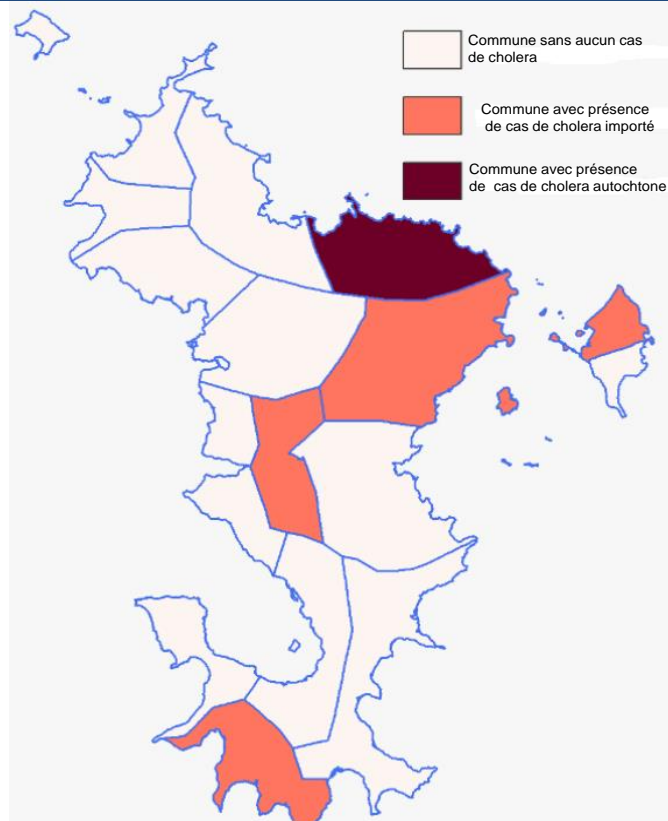 Commune sans aucun cas
de cholera
Commune avec présence
de cas de cholera importé
Commune avec présence
de cas de cholera autochtone